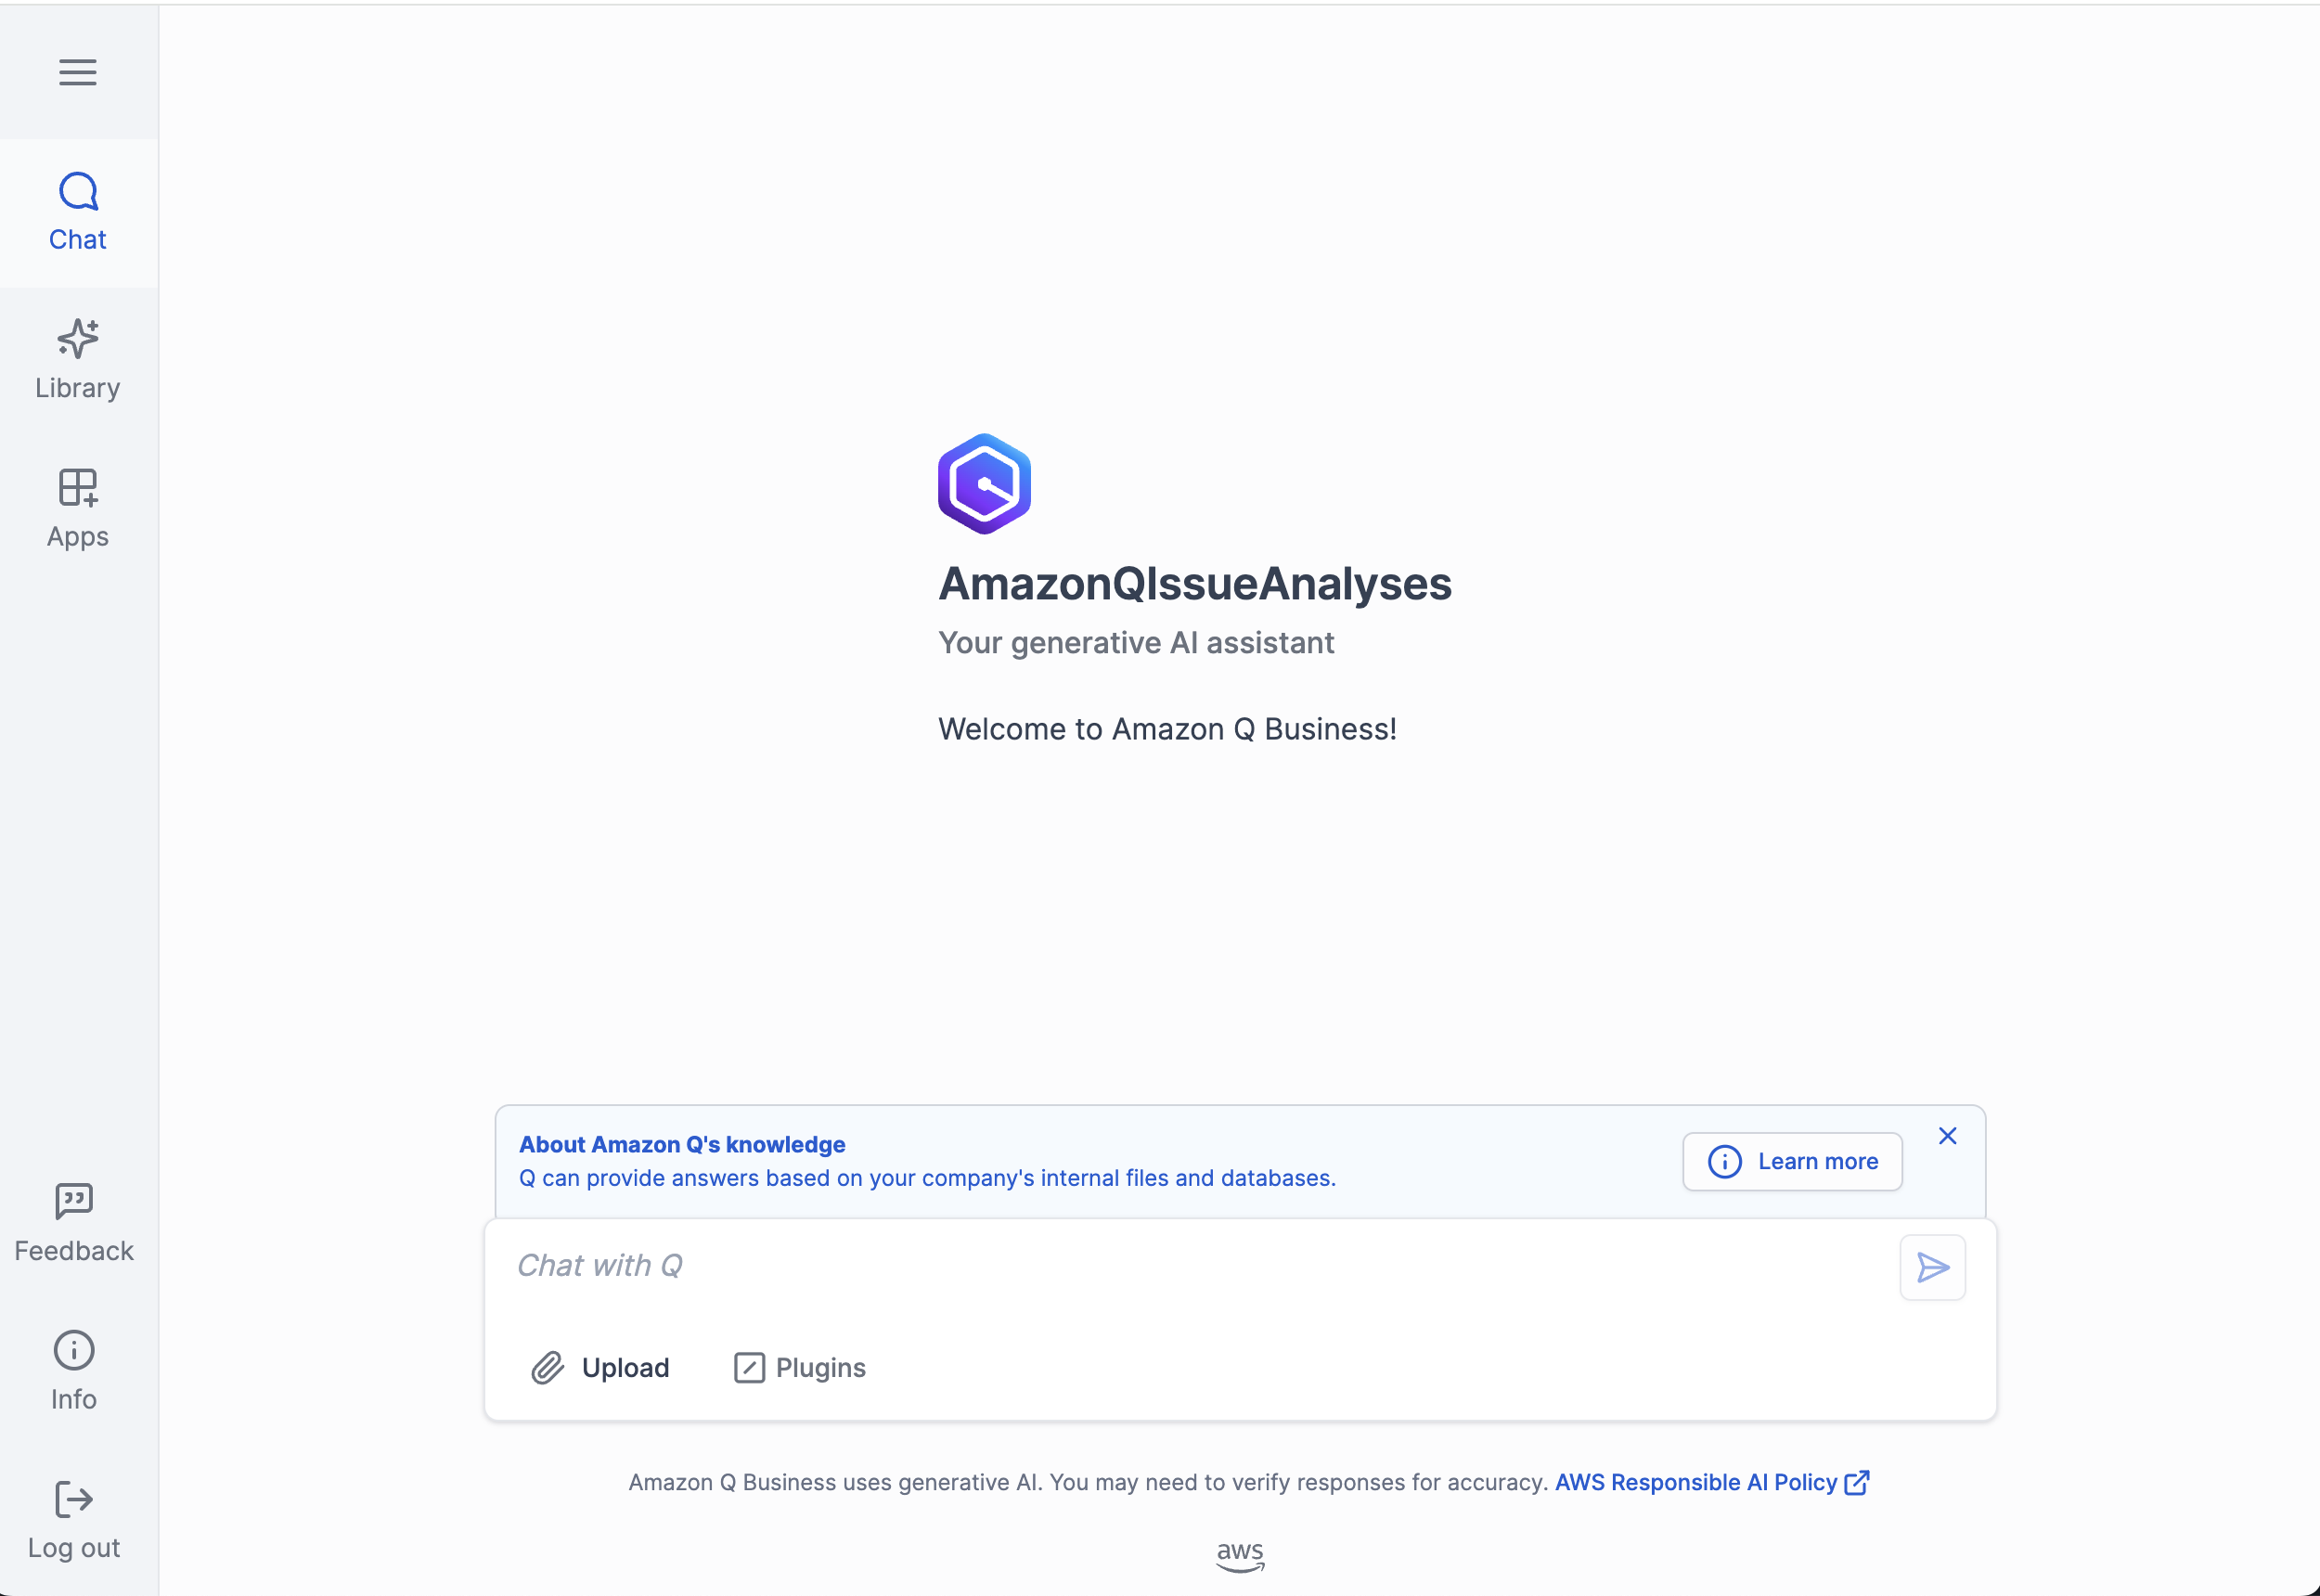 Chat
Library
Apps
AmazonQIssueAnalyses
Your generative AI assistant
Welcome to Amazon Q Business!
About Amazon Q's knowledge
Q can provide answers based on your company's internal files and databases.
Learn more
Chat with Q
Upload
Plugins
Feedback
Info
Log out
Amazon Q Business uses generative AI. You may need to verify responses for accuracy. AWS Responsible AI Policy
aws